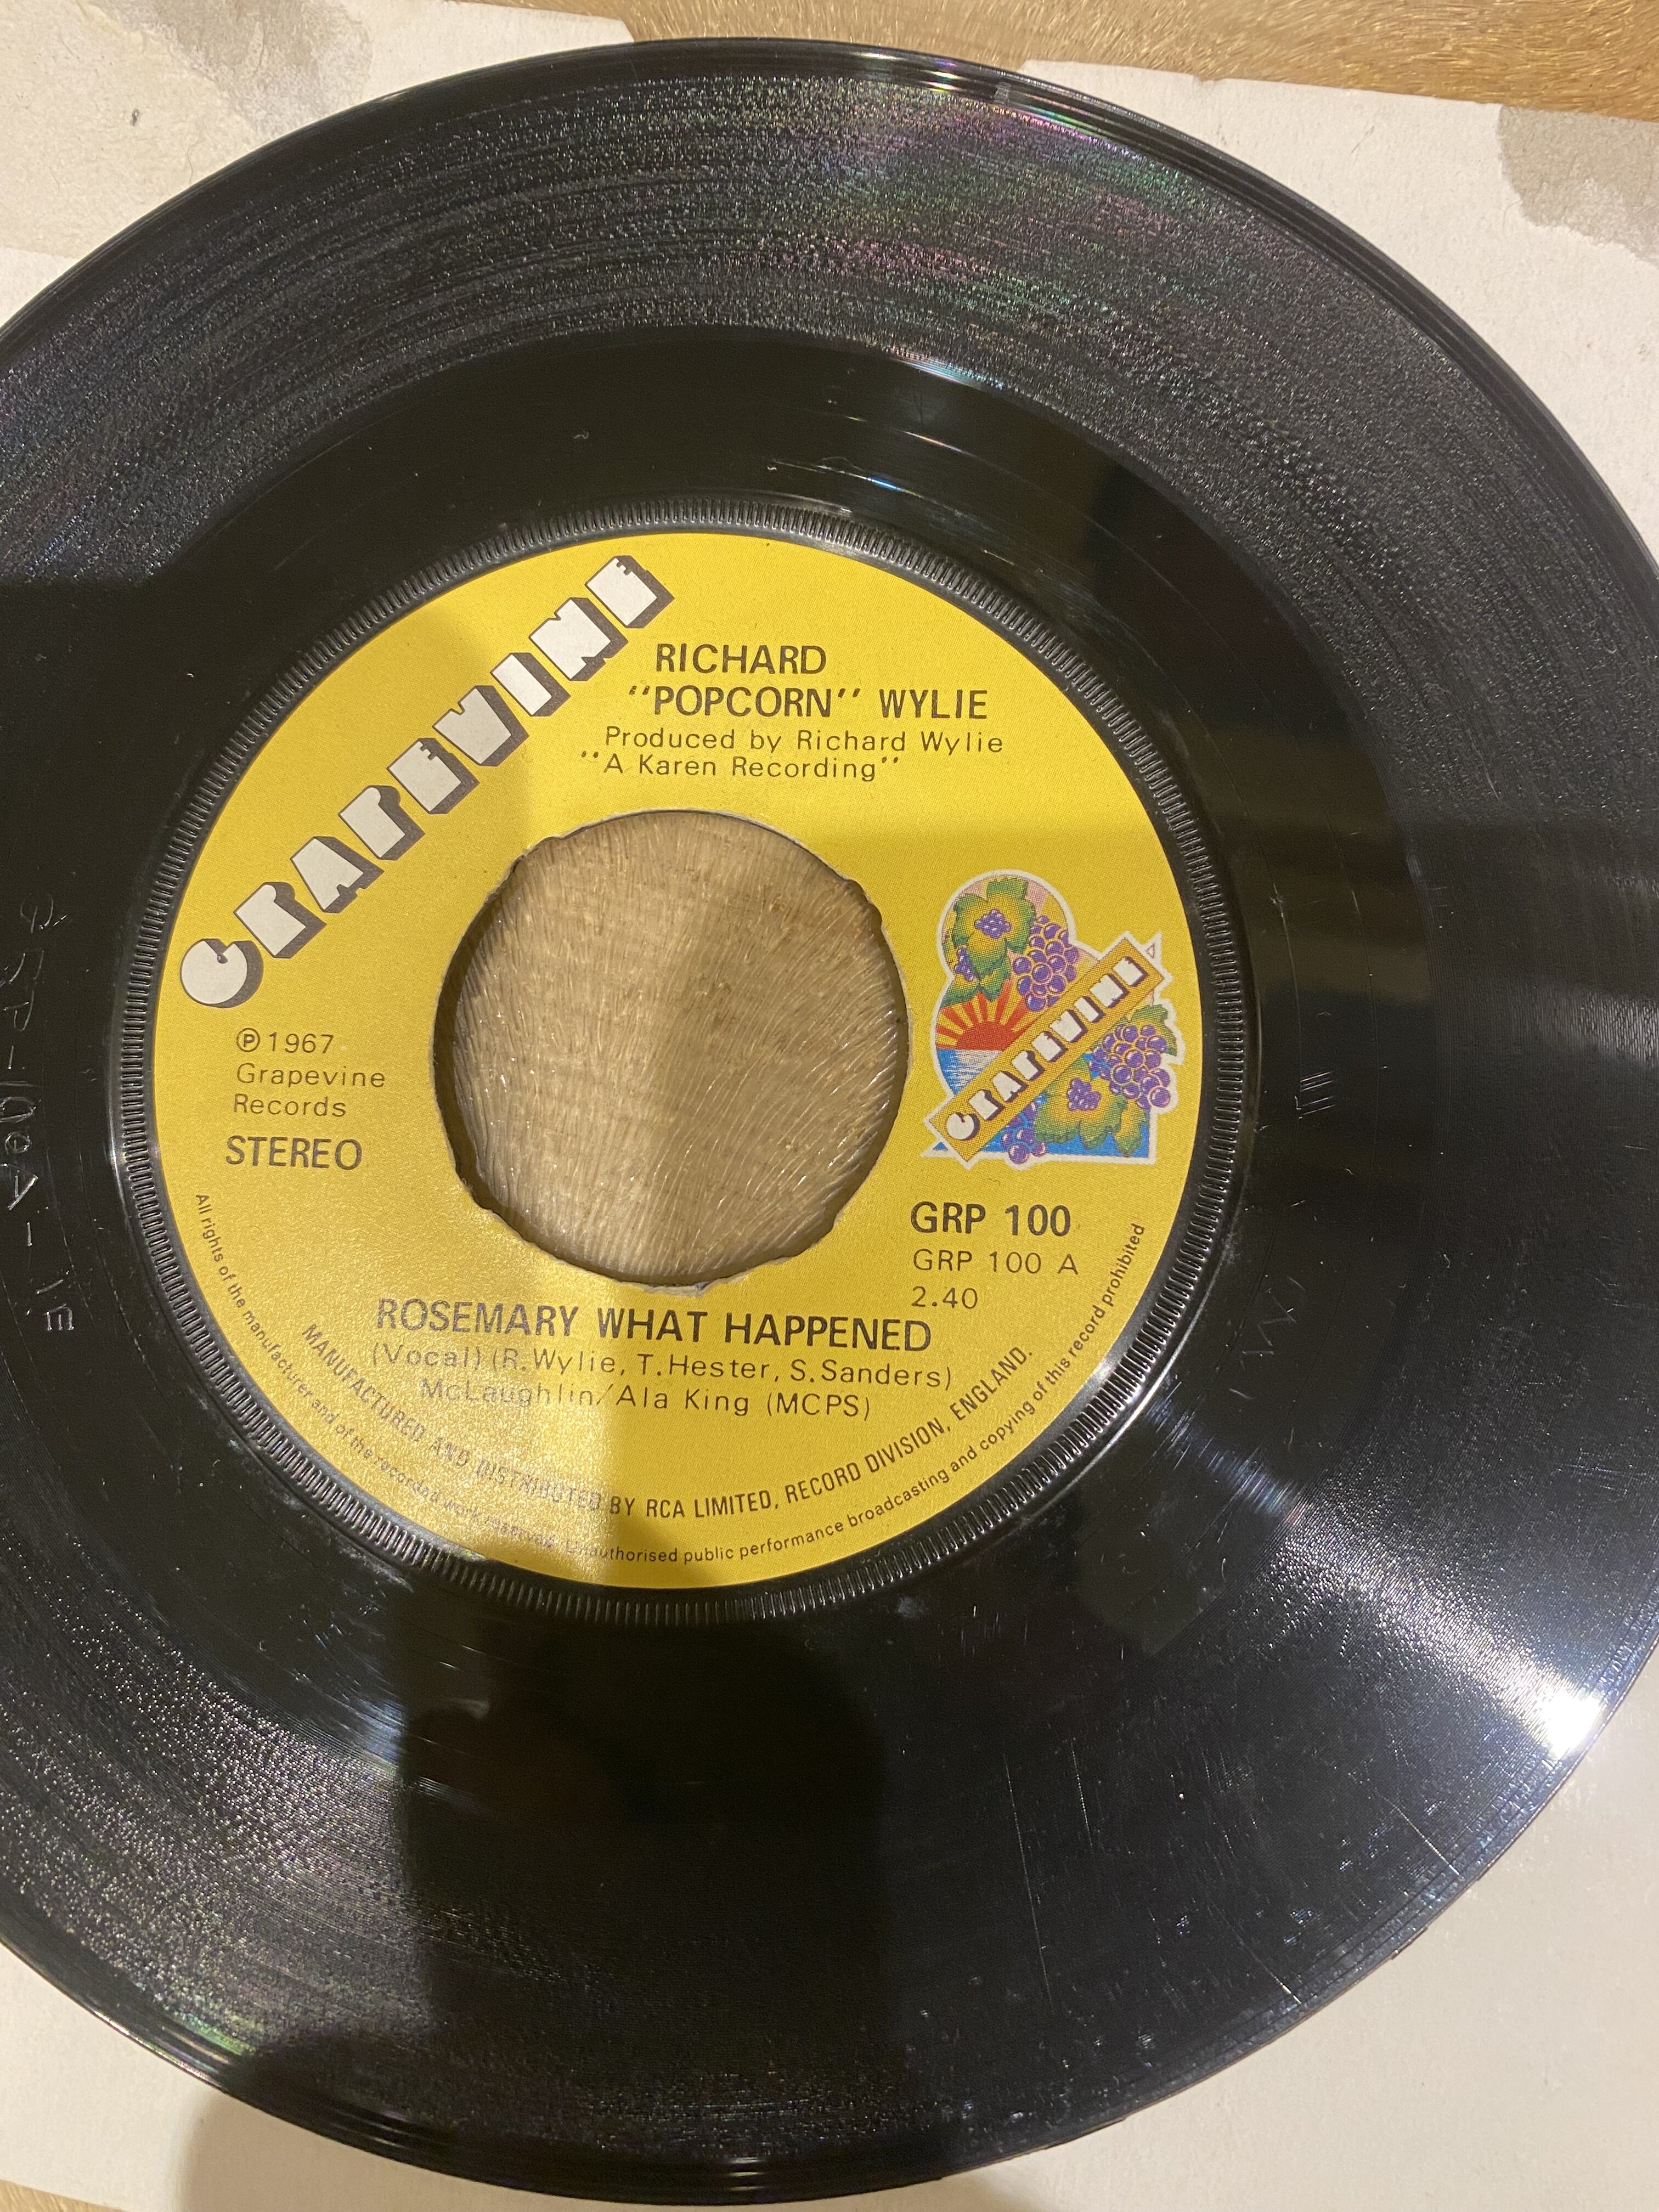 GRAPEVINE
RICHARD
"POPCORN" WYLIE
Produced by Richard Wylie
"A Karen Recording"
℗ 1967
Grapevine
Records
STEREO
GRAPEVINE
GRP 100
GRP 100 A
2.40
ROSEMARY WHAT HAPPENED
(Vocal) (R.Wylie, T.Hester, S.Sanders)
McLaughlin/Ala King (MCPS)
MANUFACTURED AND DISTRIBUTED BY RCA LIMITED, RECORD DIVISION, ENGLAND.
All rights of the manufacturer and of the recorded work reserved. Unauthorised public performance broadcasting and copying of this record prohibited
GRP-100A-1E